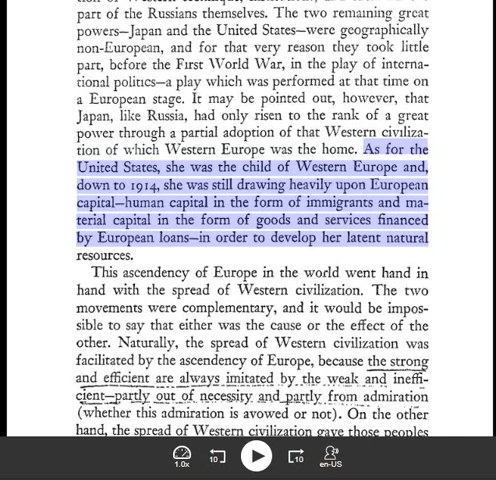 part of the Russians themselves. The two remaining great
powers—Japan and the United States—were geographically
non-European, and for that very reason they took little
part, before the First World War, in the play of interna-
tional politics—a play which was performed at that time on
a European stage. It may be pointed out, however, that
Japan, like Russia, had only risen to the rank of a great
power through a partial adoption of that Western civiliza-
tion of which Western Europe was the home. As for the
United States, she was the child of Western Europe and,
down to 1914, she was still drawing heavily upon European
capital—human capital in the form of immigrants and ma-
terial capital in the form of goods and services financed
by European loans—in order to develop her latent natural
resources.
This ascendency of Europe in the world went hand in
hand with the spread of Western civilization. The two
movements were complementary, and it would be impos-
sible to say that either was the cause or the effect of the
other. Naturally, the spread of Western civilization was
facilitated by the ascendency of Europe, because the strong
and efficient are always imitated by the weak and ineffi-
cient—partly out of necessity and partly from admiration
(whether this admiration is avowed or not). On the other
hand, the spread of Western civilization gave those peoples
1.0x
10
10
en-US